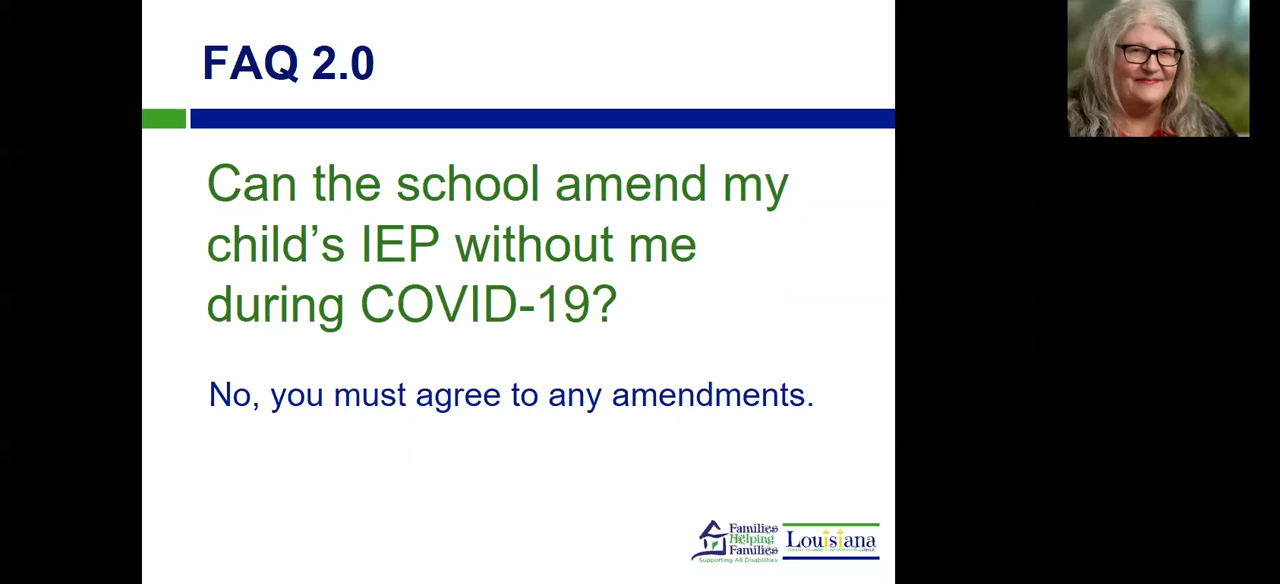 FAQ 2.0
Can the school amend my
child’s IEP without me
during COVID-19?
No, you must agree to any amendments.
Families
Helping
Families
Supporting All Disabilities
Louisiana